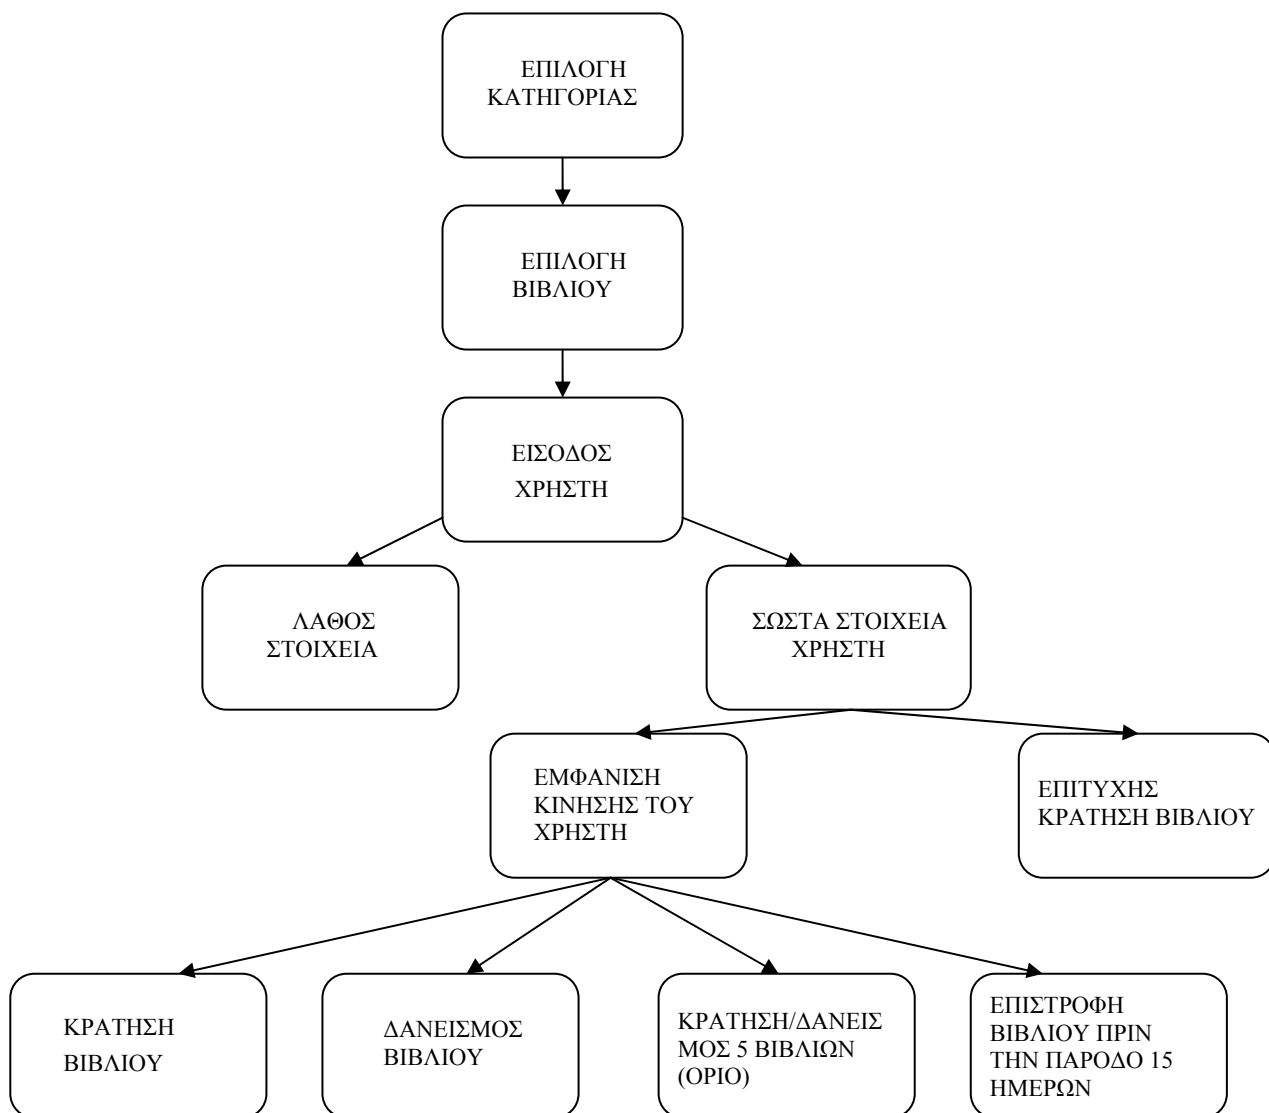 ΕΠΙΛΟΓΗ
ΚΑΤΗΓΟΡΙΑΣ
ΕΠΙΛΟΓΗ
ΒΙΒΛΙΟΥ
ΕΙΣΟΔΟΣ
ΧΡΗΣΤΗ
ΛΑΘΟΣ
ΣΤΟΙΧΕΙΑ
ΣΩΣΤΑ ΣΤΟΙΧΕΙΑ
ΧΡΗΣΤΗ
ΕΜΦΑΝΙΣΗ
ΚΙΝΗΣΗΣ ΤΟΥ
ΧΡΗΣΤΗ
ΕΠΙΤΥΧΗΣ
ΚΡΑΤΗΣΗ ΒΙΒΛΙΟΥ
ΚΡΑΤΗΣΗ
ΒΙΒΛΙΟΥ
ΔΑΝΕΙΣΜΟΣ
ΒΙΒΛΙΟΥ
ΚΡΑΤΗΣΗ/ΔΑΝΕΙΣ
ΜΟΣ 5 ΒΙΒΛΙΩΝ
(ΟΡΙΟ)
ΕΠΙΣΤΡΟΦΗ
ΒΙΒΛΙΟΥ ΠΡΙΝ
ΤΗΝ ΠΑΡΟΔΟ 15
ΗΜΕΡΩΝ